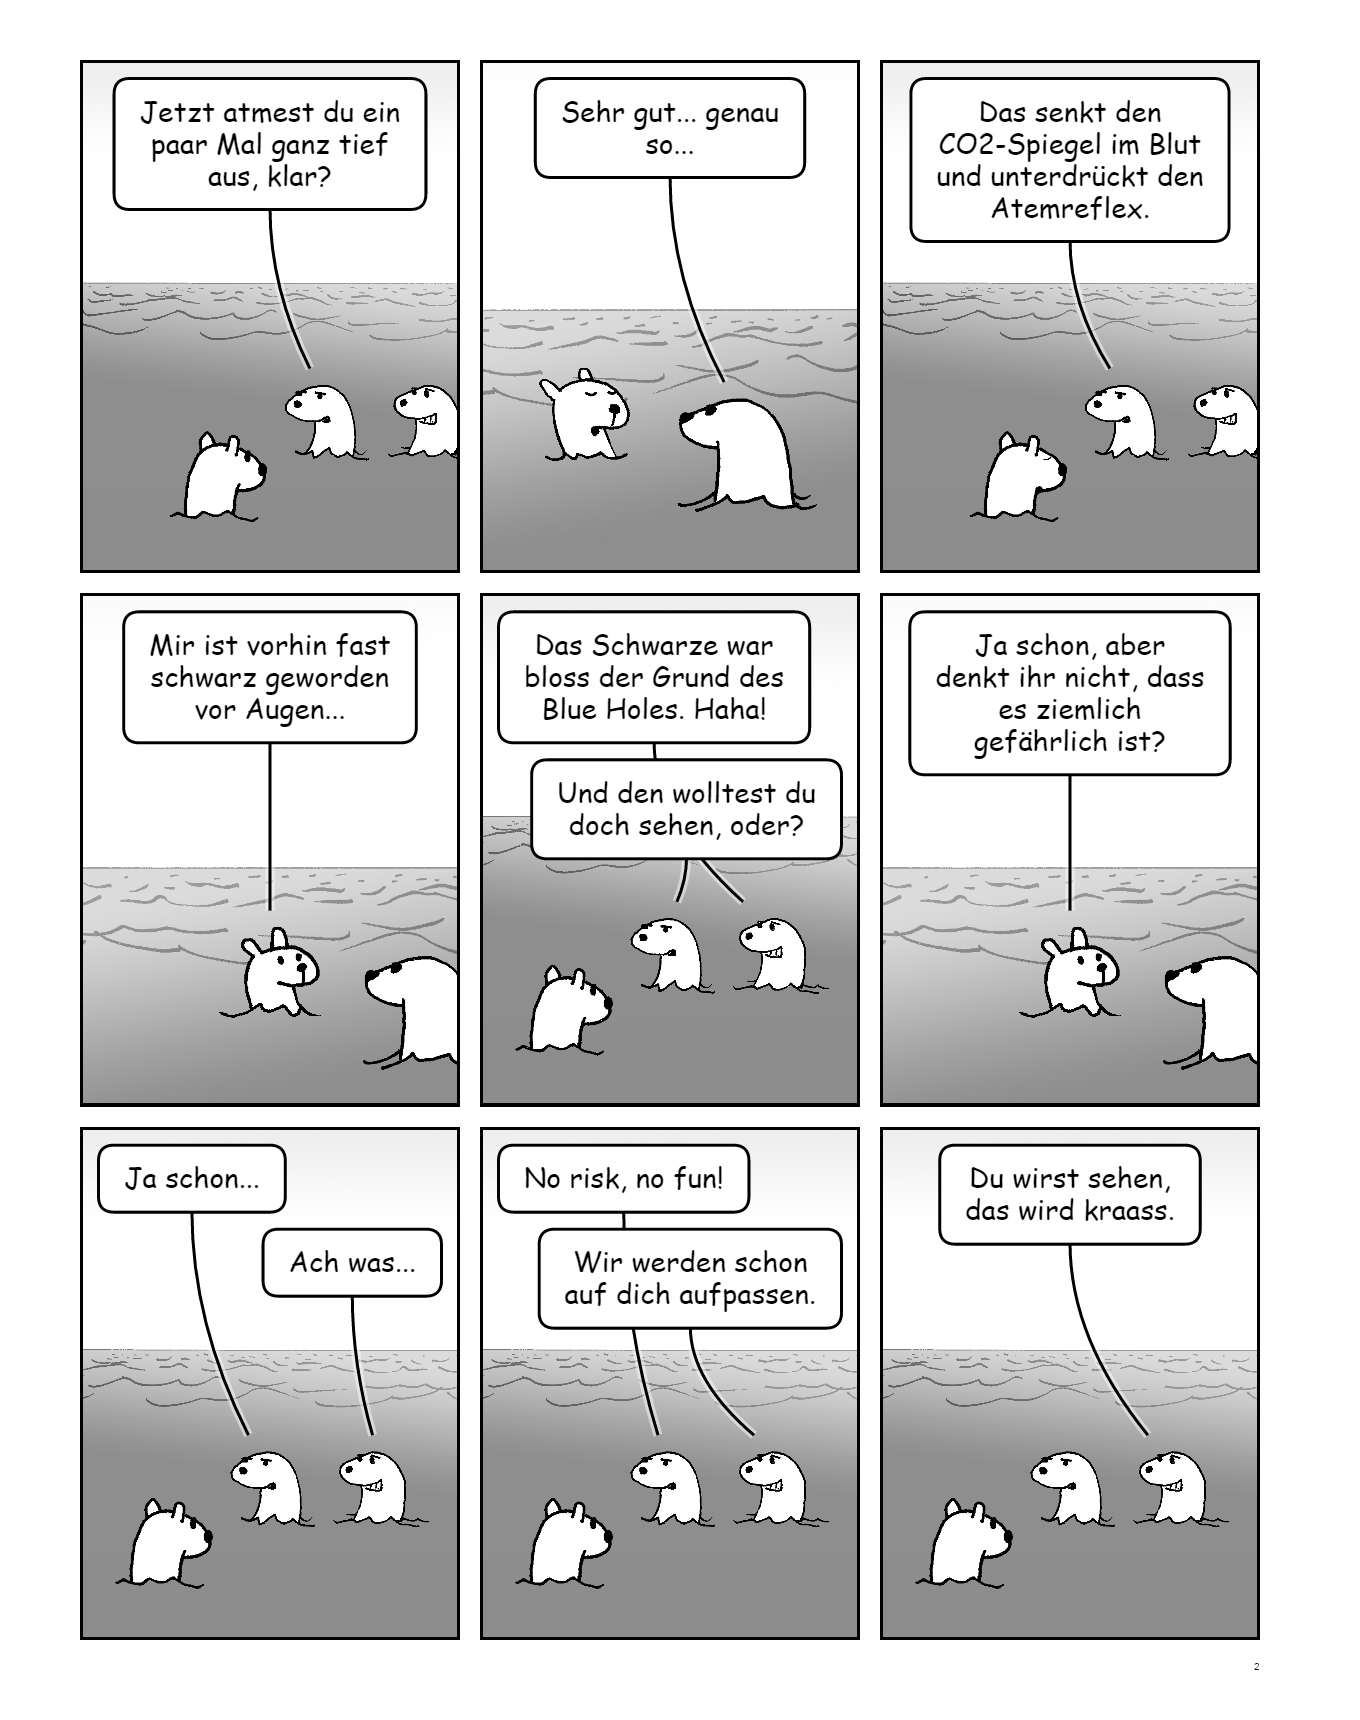 Jetzt atmest du ein
paar Mal ganz tief
aus, klar?
Sehr gut... genau
so...
Das senkt den
CO2-Spiegel im Blut
und unterdrückt den
Atemreflex.
Mir ist vorhin fast
schwarz geworden
vor Augen...
Das Schwarze war
bloss der Grund des
Blue Holes. Haha!
Und den wolltest du
doch sehen, oder?
Ja schon, aber
denkt ihr nicht, dass
es ziemlich
gefährlich ist?
Ja schon...
Ach was...
No risk, no fun!
Wir werden schon
auf dich aufpassen.
Du wirst sehen,
das wird kraass.
2